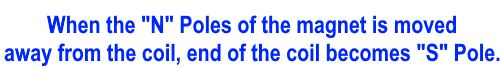 When the "N" Poles of the magnet is moved
away from the coil, end of the coil becomes "S" Pole.